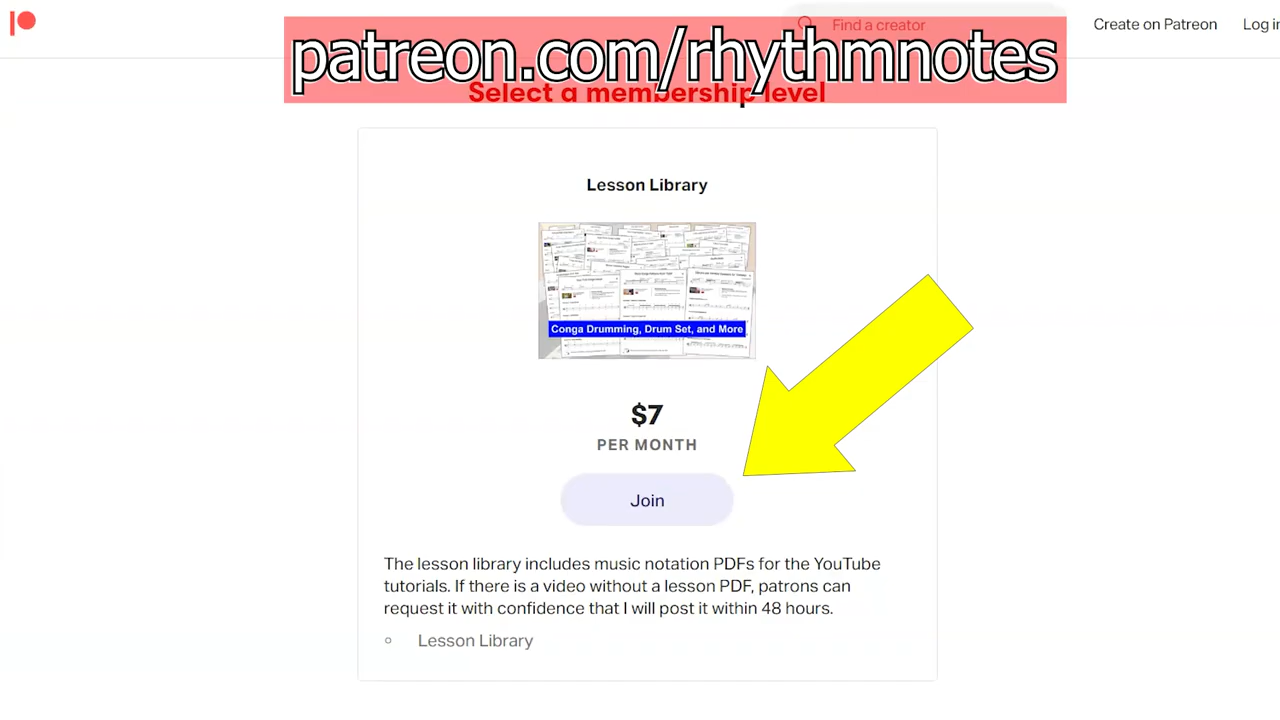 Find a creator
Create on Patreon
patreon.com/rhythmnotes
Select a membership level
Lesson Library
Conga Drumming, Drum Set, and More
$7
PER MONTH
Join
The lesson library includes music notation PDFs for the YouTube
tutorials. If there is a video without a lesson PDF, patrons can
request it with confidence that I will post it within 48 hours.
Lesson Library